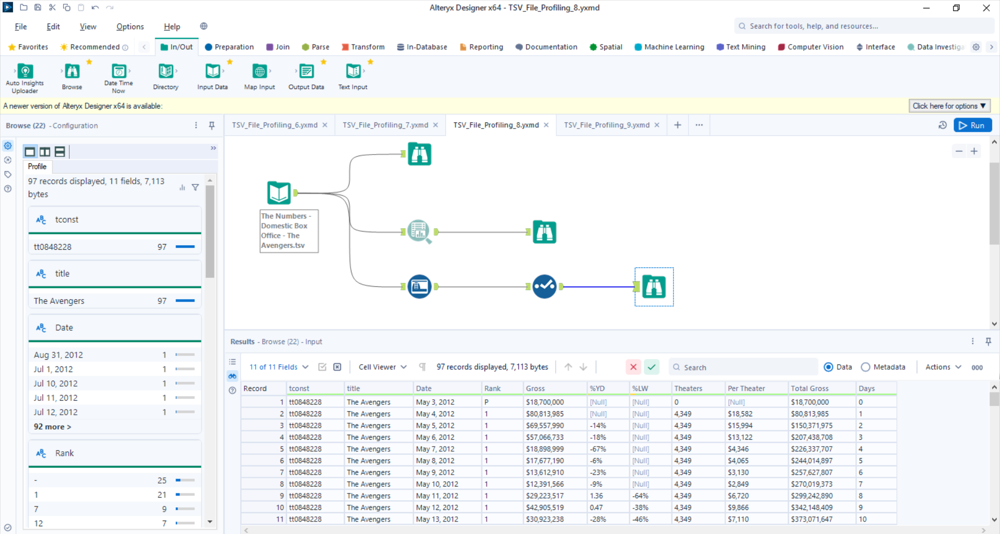 Alteryx Designer x64 - TSV_File_Profiling_8.yxmd
File Edit View Options Help
Search for tools, help, and resources...
Favorites Recommended In/Out Preparation Join Parse Transform In-Database Reporting Documentation Spatial Machine Learning Text Mining Computer Vision Interface Data Investiga
Auto Insights Uploader
Browse
Date Time Now
Directory
Input Data
Map Input
Output Data
Text Input
A newer version of Alteryx Designer x64 is available:
Click here for options ▼
Browse (22) - Configuration
TSV_File_Profiling_6.yxmd
TSV_File_Profiling_7.yxmd
TSV_File_Profiling_8.yxmd
TSV_File_Profiling_9.yxmd
Run
Profile
97 records displayed, 11 fields, 7,113
bytes
ABC tconst
tt0848228 97
ABC title
The Avengers 97
ABC Date
Aug 31, 2012 1
Jul 1, 2012 1
Jul 10, 2012 1
Jul 11, 2012 1
Jul 12, 2012 1
92 more >
ABC Rank
- 25
1 21
7 9
12 7
The Numbers -
Domestic Box
Office - The
Avengers.tsv
Results - Browse (22) - Input
11 of 11 Fields Cell Viewer 97 records displayed, 7,113 bytes Search Data Metadata Actions 000
Record tconst title Date Rank Gross %YD %LW Theaters Per Theater Total Gross Days
1 tt0848228 The Avengers May 3, 2012 P $18,700,000 [Null] [Null] 0 [Null] $18,700,000 0
2 tt0848228 The Avengers May 4, 2012 1 $80,813,985 [Null] [Null] 4,349 $18,582 $80,813,985 1
3 tt0848228 The Avengers May 5, 2012 1 $69,557,990 -14% [Null] 4,349 $15,994 $150,371,975 2
4 tt0848228 The Avengers May 6, 2012 1 $57,066,733 -18% [Null] 4,349 $13,122 $207,438,708 3
5 tt0848228 The Avengers May 7, 2012 1 $18,898,999 -67% [Null] 4,349 $4,346 $226,337,707 4
6 tt0848228 The Avengers May 8, 2012 1 $17,677,190 -6% [Null] 4,349 $4,065 $244,014,897 5
7 tt0848228 The Avengers May 9, 2012 1 $13,612,910 -23% [Null] 4,349 $3,130 $257,627,807 6
8 tt0848228 The Avengers May 10, 2012 1 $12,391,566 -9% [Null] 4,349 $2,849 $270,019,373 7
9 tt0848228 The Avengers May 11, 2012 1 $29,223,517 1.36 -64% 4,349 $6,720 $299,242,890 8
10 tt0848228 The Avengers May 12, 2012 1 $42,905,519 0.47 -38% 4,349 $9,866 $342,148,409 9
11 tt0848228 The Avengers May 13, 2012 1 $30,923,238 -28% -46% 4,349 $7,110 $373,071,647 10